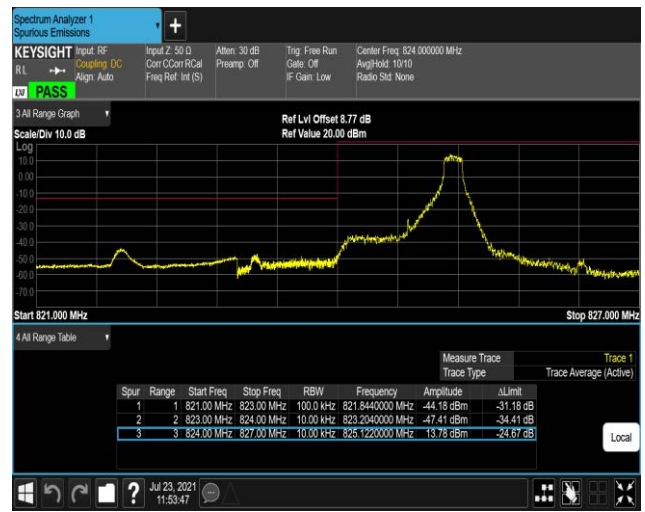 Spectrum Analyzer 1
Spurious Emissions
+
KEYSIGHT Input: RF Input Z: 50 Ω Atten: 30 dB Trig: Free Run Center Freq: 824.000000 MHz
RL Coupling: DC Corr CCorr RCal Preamp: Off Gate: Off Avg|Hold: 10/10
Align: Auto Freq Ref: Int (S) IF Gain: Low Radio Std: None
LXI PASS
3 All Range Graph
Ref Lvl Offset 8.77 dB
Scale/Div 10.0 dB Ref Value 20.00 dBm
Log
10.0
0.00
-10.0
-20.0
-30.0
-40.0
-50.0
-60.0
-70.0
Start 821.000 MHz Stop 827.000 MHz
4 All Range Table
Measure Trace Trace 1
Trace Type Trace Average (Active)
Spur Range Start Freq Stop Freq RBW Frequency Amplitude ΔLimit
1 1 821.00 MHz 823.00 MHz 100.0 kHz 821.8440000 MHz -44.18 dBm -31.18 dB
2 2 823.00 MHz 824.00 MHz 10.00 kHz 823.2040000 MHz -47.41 dBm -34.41 dB
3 3 824.00 MHz 827.00 MHz 10.00 kHz 825.1220000 MHz 13.78 dBm -24.67 dB
Local
? Jul 23, 2021
11:53:47